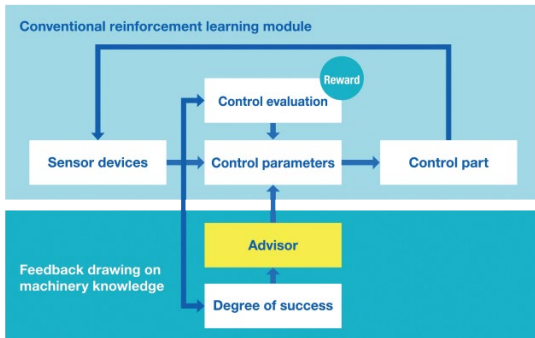 Conventional reinforcement learning module
Reward
Control evaluation
Sensor devices
Control parameters
Control part
Advisor
Feedback drawing on
machinery knowledge
Degree of success